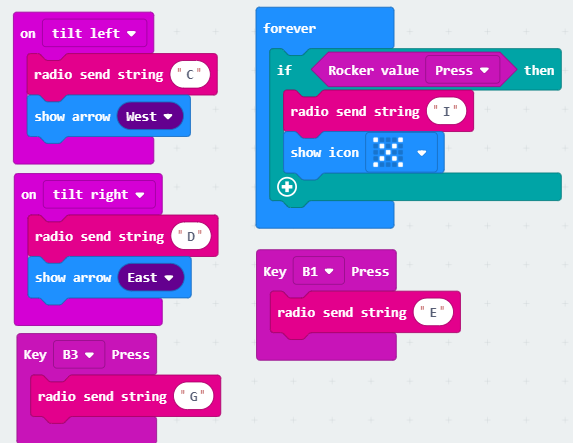 on tilt left
radio send string "C"
show arrow West
on tilt right
radio send string "D"
show arrow East
Key B3 Press
radio send string "G"
forever
if Rocker value Press then
radio send string "I"
show icon
Key B1 Press
radio send string "E"